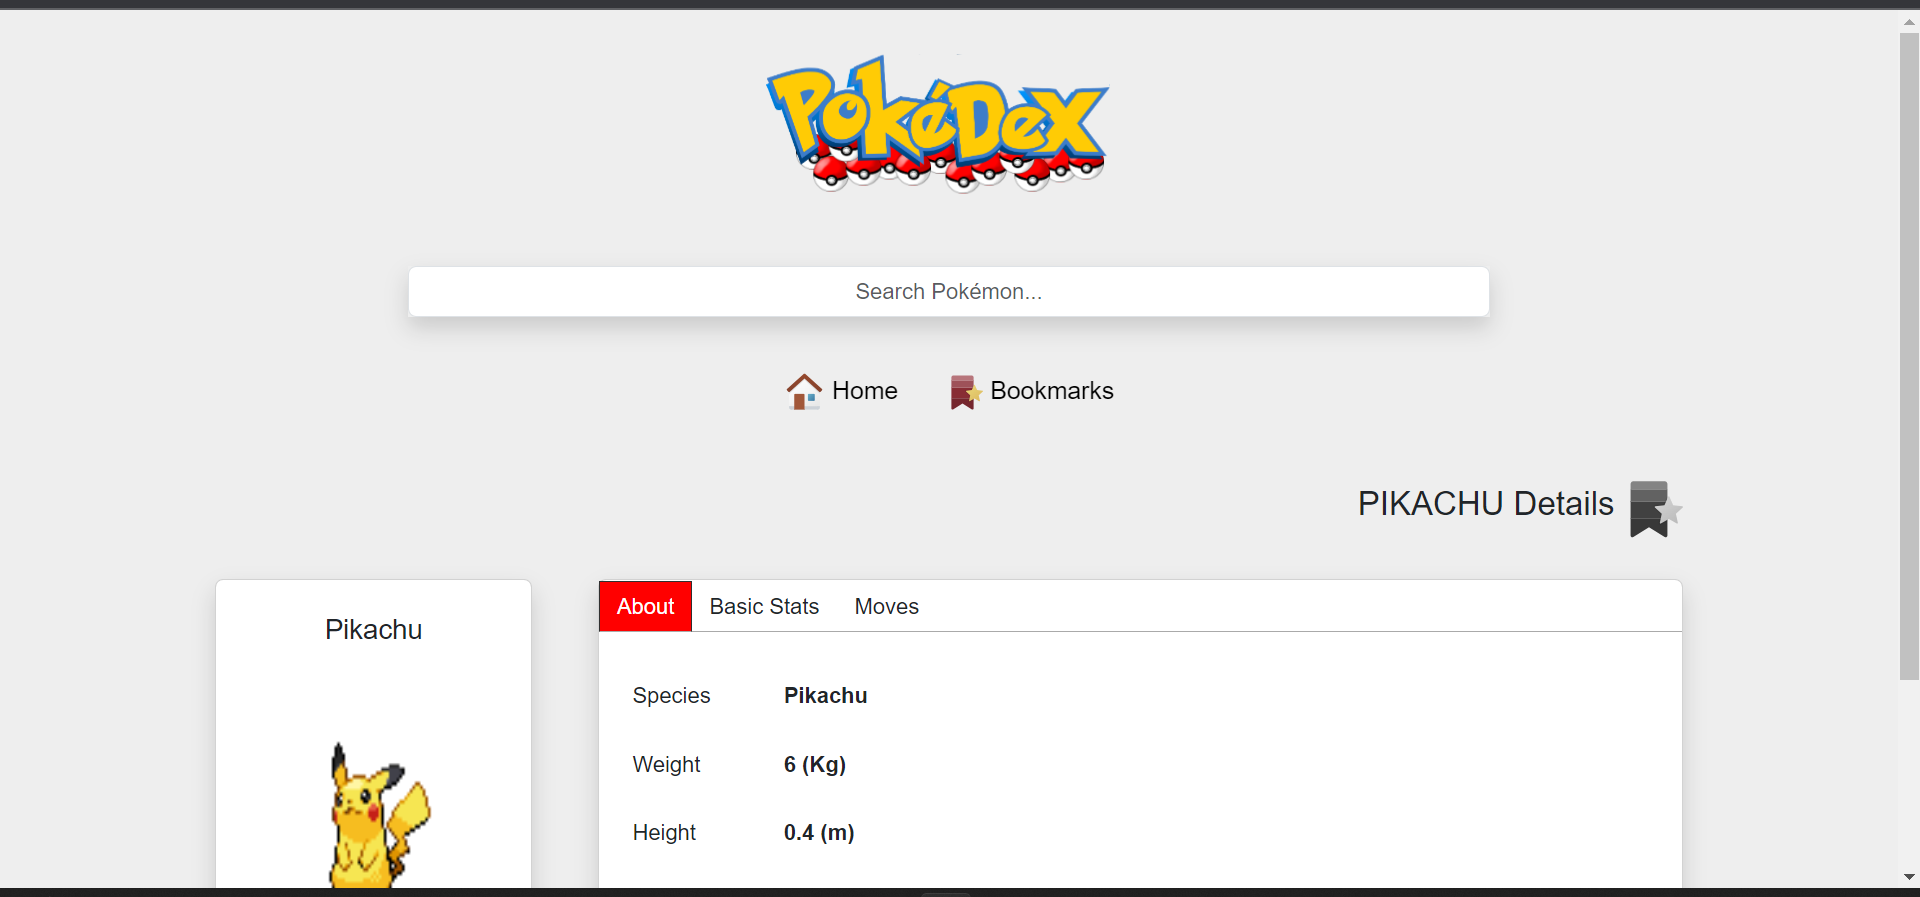 PokéDex
Search Pokémon...
Home Bookmarks
PIKACHU Details
Pikachu
About Basic Stats Moves
Species Pikachu
Weight 6 (Kg)
Height 0.4 (m)